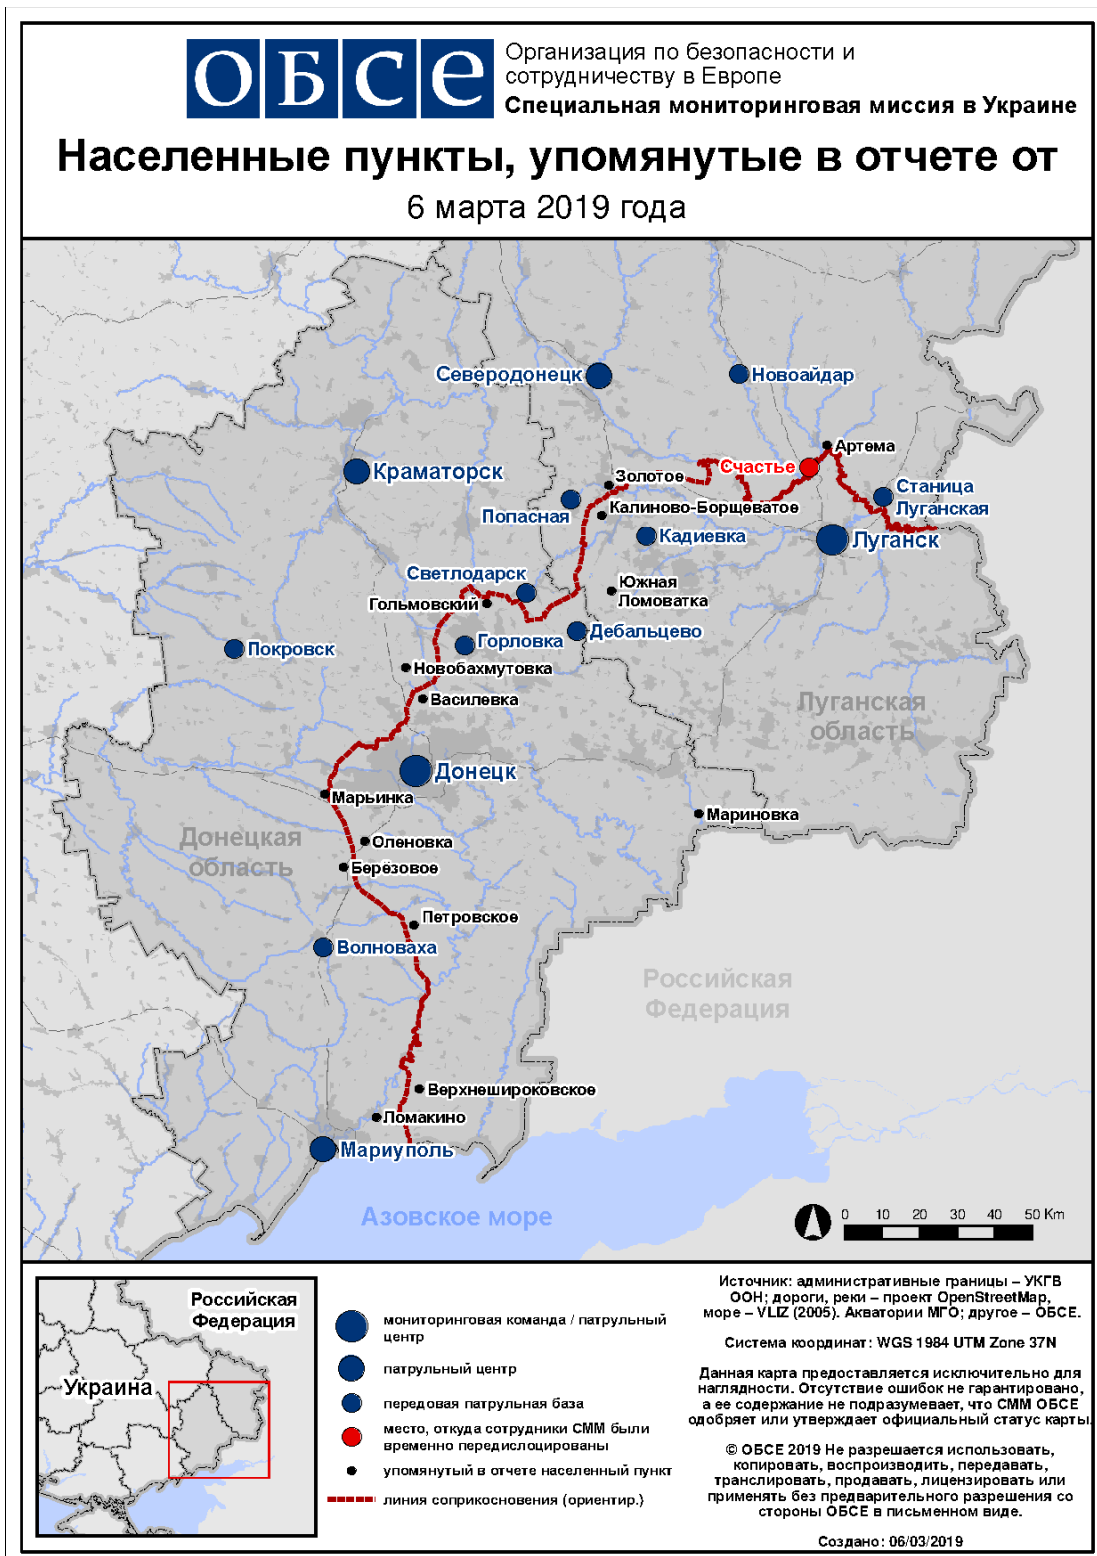 ОБСЕ
Организация по безопасности и
сотрудничеству в Европе
Специальная мониторинговая миссия в Украине
Населенные пункты, упомянутые в отчете от
6 марта 2019 года
Северодонецк
Новоайдар
Артема
Счастье
Краматорск
Золотое
Станица
Луганская
Попасная
Калиново-Борщеватое
Кадиевка
Луганск
Светлодарск
Южная
Ломоватка
Гольмовский
Дебальцево
Горловка
Покровск
Новобахмутовка
Василевка
Луганская
область
Донецк
Марьинка
Мариновка
Донецкая
область
Оленовка
Берёзовое
Петровское
Волноваха
Российская
Федерация
Верхнешироковское
Ломакино
Мариуполь
Азовское море
0 10 20 30 40 50 Km
Российская
Федерация
Украина
мониторинговая команда / патрульный
центр
патрульный центр
передовая патрульная база
место, откуда сотрудники СММ были
временно передислоцированы
упомянутый в отчете населенный пункт
линия соприкосновения (ориентир.)
Источник: административные границы – УКГВ
ООН; дороги, реки – проект OpenStreetMap,
море – VLIZ (2005). Акватории МГО; другое – ОБСЕ.
Система координат: WGS 1984 UTM Zone 37N
Данная карта предоставляется исключительно для
наглядности. Отсутствие ошибок не гарантировано,
а ее содержание не подразумевает, что СММ ОБСЕ
одобряет или утверждает официальный статус карты.
© ОБСЕ 2019 Не разрешается использовать,
копировать, воспроизводить, передавать,
транслировать, продавать, лицензировать или
применять без предварительного разрешения со
стороны ОБСЕ в письменном виде.
Создано: 06/03/2019